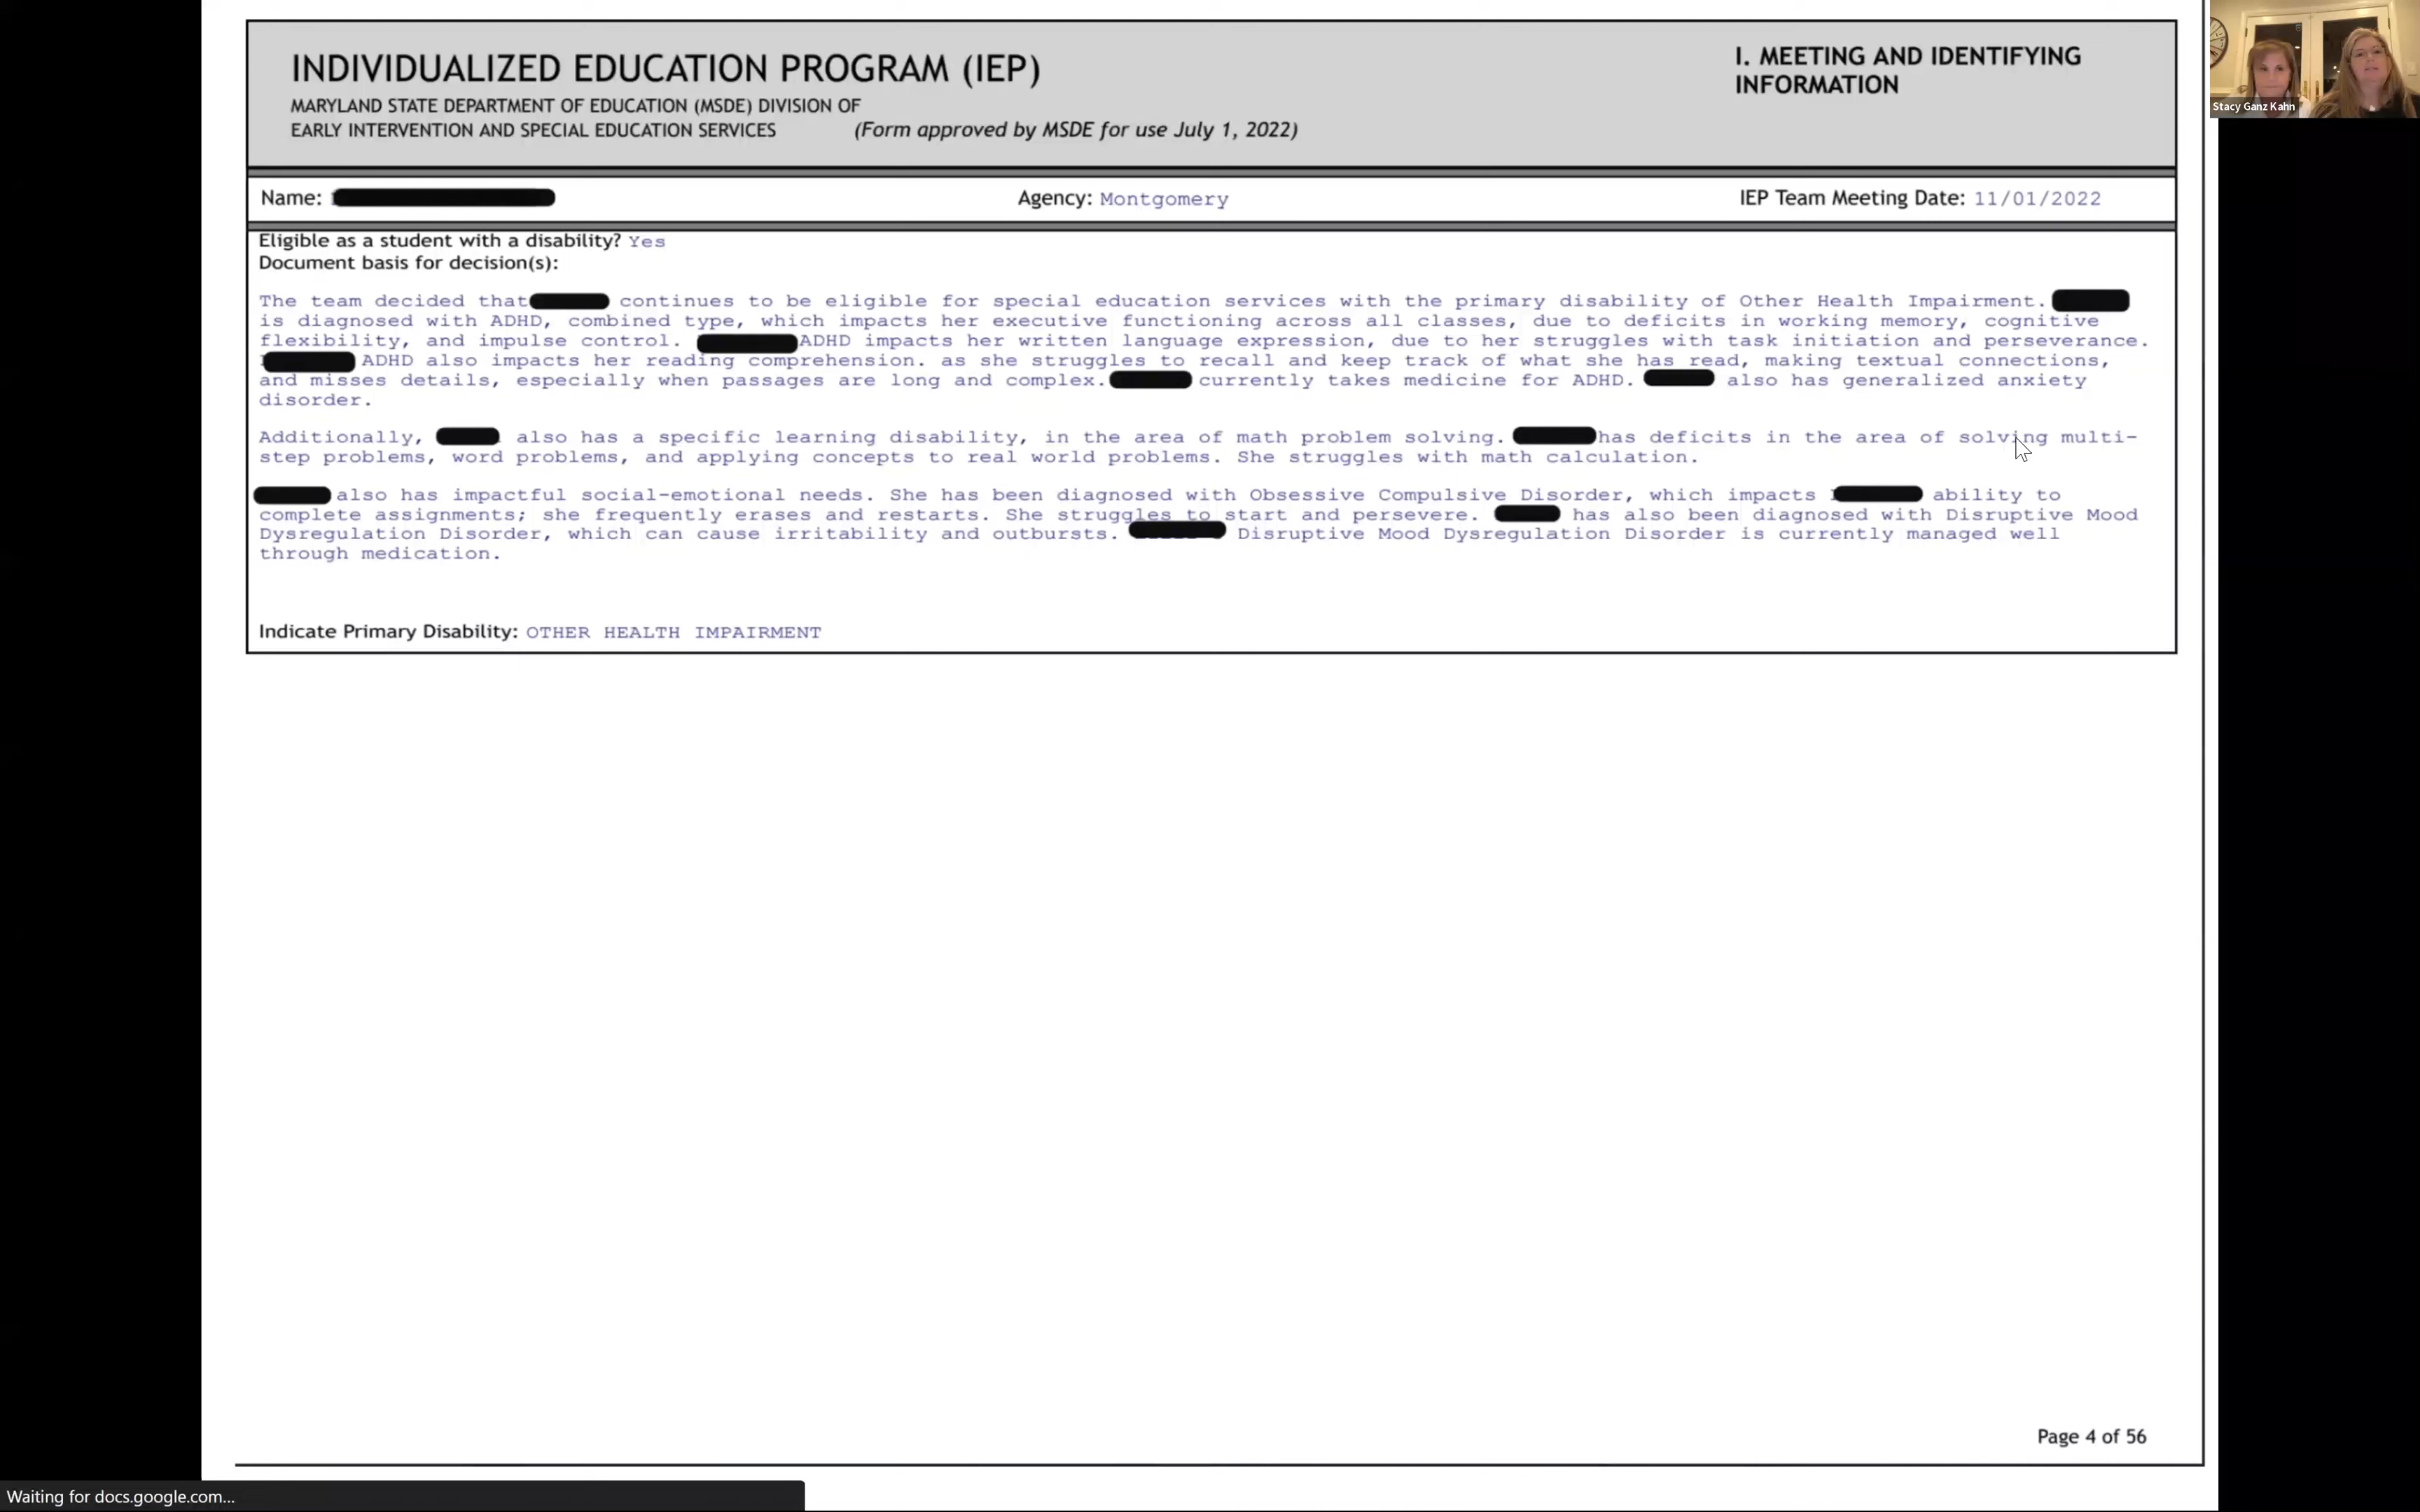 INDIVIDUALIZED EDUCATION PROGRAM (IEP)
MARYLAND STATE DEPARTMENT OF EDUCATION (MSDE) DIVISION OF
EARLY INTERVENTION AND SPECIAL EDUCATION SERVICES (Form approved by MSDE for use July 1, 2022)
I. MEETING AND IDENTIFYING
INFORMATION
Stacy Ganz Kahn
Name: Agency: Montgomery IEP Team Meeting Date: 11/01/2022
Eligible as a student with a disability? Yes
Document basis for decision(s):
The team decided that continues to be eligible for special education services with the primary disability of Other Health Impairment.
is diagnosed with ADHD, combined type, which impacts her executive functioning across all classes, due to deficits in working memory, cognitive
flexibility, and impulse control. ADHD impacts her written language expression, due to her struggles with task initiation and perseverance.
ADHD also impacts her reading comprehension. as she struggles to recall and keep track of what she has read, making textual connections,
and misses details, especially when passages are long and complex. currently takes medicine for ADHD. also has generalized anxiety
disorder.
Additionally, also has a specific learning disability, in the area of math problem solving. has deficits in the area of solving multi-
step problems, word problems, and applying concepts to real world problems. She struggles with math calculation.
also has impactful social-emotional needs. She has been diagnosed with Obsessive Compulsive Disorder, which impacts ability to
complete assignments; she frequently erases and restarts. She struggles to start and persevere. has also been diagnosed with Disruptive Mood
Dysregulation Disorder, which can cause irritability and outbursts. Disruptive Mood Dysregulation Disorder is currently managed well
through medication.
Indicate Primary Disability: OTHER HEALTH IMPAIRMENT
Page 4 of 56
Waiting for docs.google.com...